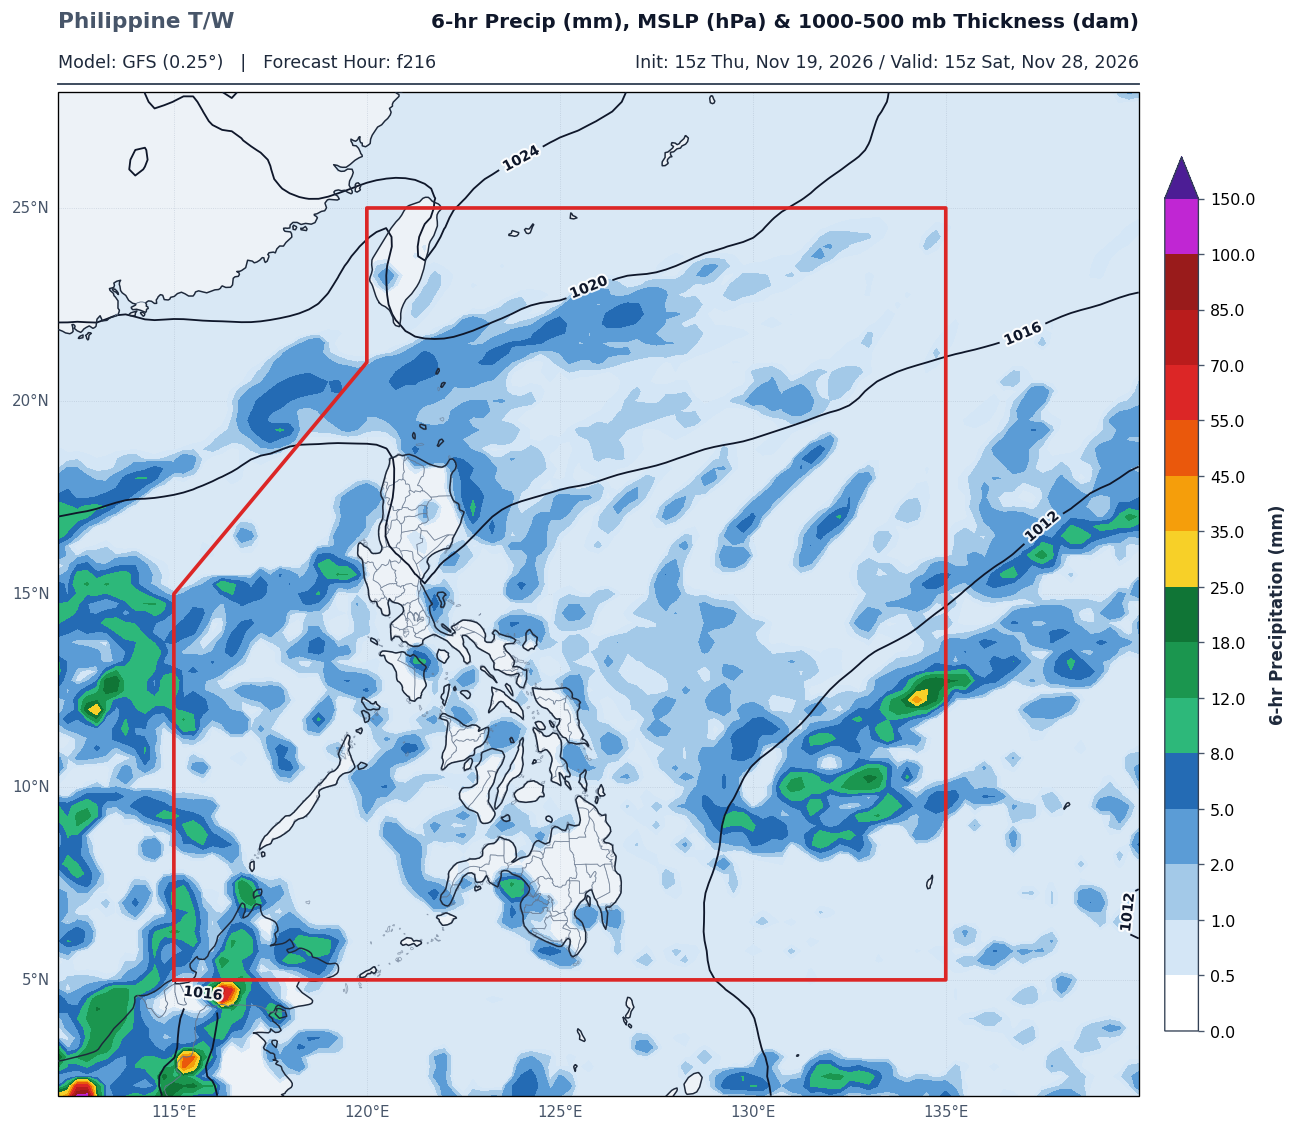 Philippine T/W
6-hr Precip (mm), MSLP (hPa) & 1000-500 mb Thickness (dam)
Model: GFS (0.25°) | Forecast Hour: f216
Init: 15z Thu, Nov 19, 2026 / Valid: 15z Sat, Nov 28, 2026
1024
1020
1016
1012
1012
1016
25°N
20°N
15°N
10°N
5°N
115°E
120°E
125°E
130°E
135°E
150.0
100.0
85.0
70.0
55.0
45.0
35.0
25.0
18.0
12.0
8.0
5.0
2.0
1.0
0.5
0.0
6-hr Precipitation (mm)